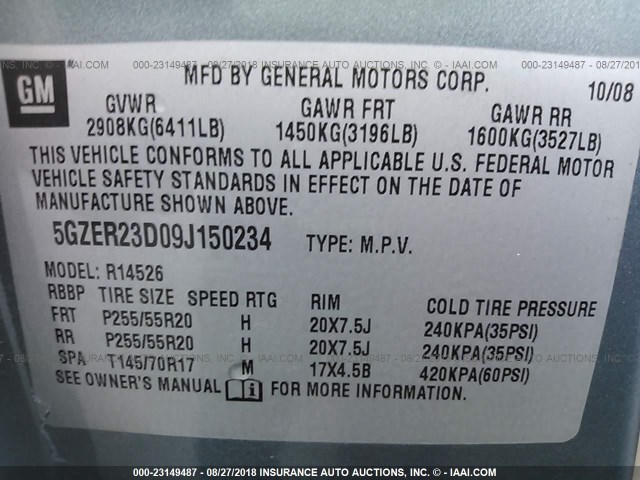 000-23149487 - 08/27/2018 INSURANCE AUTO AUCTIONS CORP. © - IAAI.COM
GM
MFD BY GENERAL MOTORS CORP.
10/08
GVWR GAWR FRT GAWR RR
2908KG(6411LB) 1450KG(3196LB) 1600KG(3527LB)
THIS VEHICLE CONFORMS TO ALL APPLICABLE U.S. FEDERAL MOTOR
VEHICLE SAFETY STANDARDS IN EFFECT ON THE DATE OF
MANUFACTURE SHOWN ABOVE.
5GZER23D09J150234 TYPE: M.P.V.
MODEL: R14526
RBBP TIRE SIZE SPEED RTG RIM COLD TIRE PRESSURE
FRT P255/55R20 H 20X7.5J 240KPA(35PSI)
RR P255/55R20 H 20X7.5J 240KPA(35PSI)
SPA T145/70R17 M 17X4.5B 420KPA(60PSI)
SEE OWNER'S MANUAL i FOR MORE INFORMATION.
000-23149487 - 08/27/2018 INSURANCE AUTO AUCTIONS CORP. © - IAAI.COM